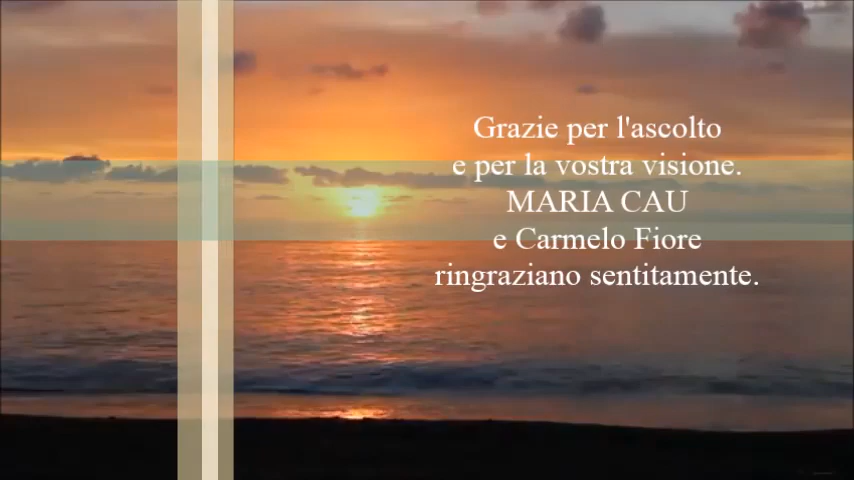 Grazie per l'ascolto
e per la vostra visione.
MARIA CAU
e Carmelo Fiore
ringraziano sentitamente.